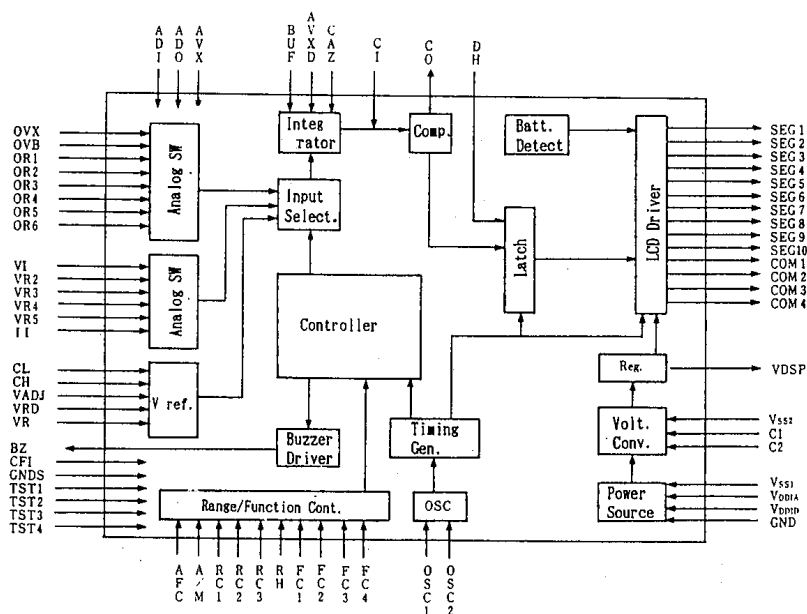 ADI
ADO
AVX
BUF
AVXD
CAZ
CI
CO
DH
OVX
OVB
OR1
OR2
OR3
OR4
OR5
OR6
Analog SW
Integrator
Comp.
Batt.
Detect
Input
Select.
Latch
LCD Driver
SEG1
SEG2
SEG3
SEG4
SEG5
SEG6
SEG7
SEG8
SEG9
SEG10
COM1
COM2
COM3
COM4
VI
VR2
VR3
VR4
VR5
II
Analog SW
Controller
CL
CH
VADJ
VRD
VR
V ref.
Reg.
VDSP
BZ
CFI
GNDS
TST1
TST2
TST3
TST4
Buzzer
Driver
Timing
Gen.
Volt.
Conv.
VSS2
C1
C2
Range/Function Cont.
OSC
Power
Source
VSS1
VDDIA
GND
AFC
A/M
RC1
RC2
RC3
RH
FC1
FC2
FC3
FC4
OSC1
OSC2